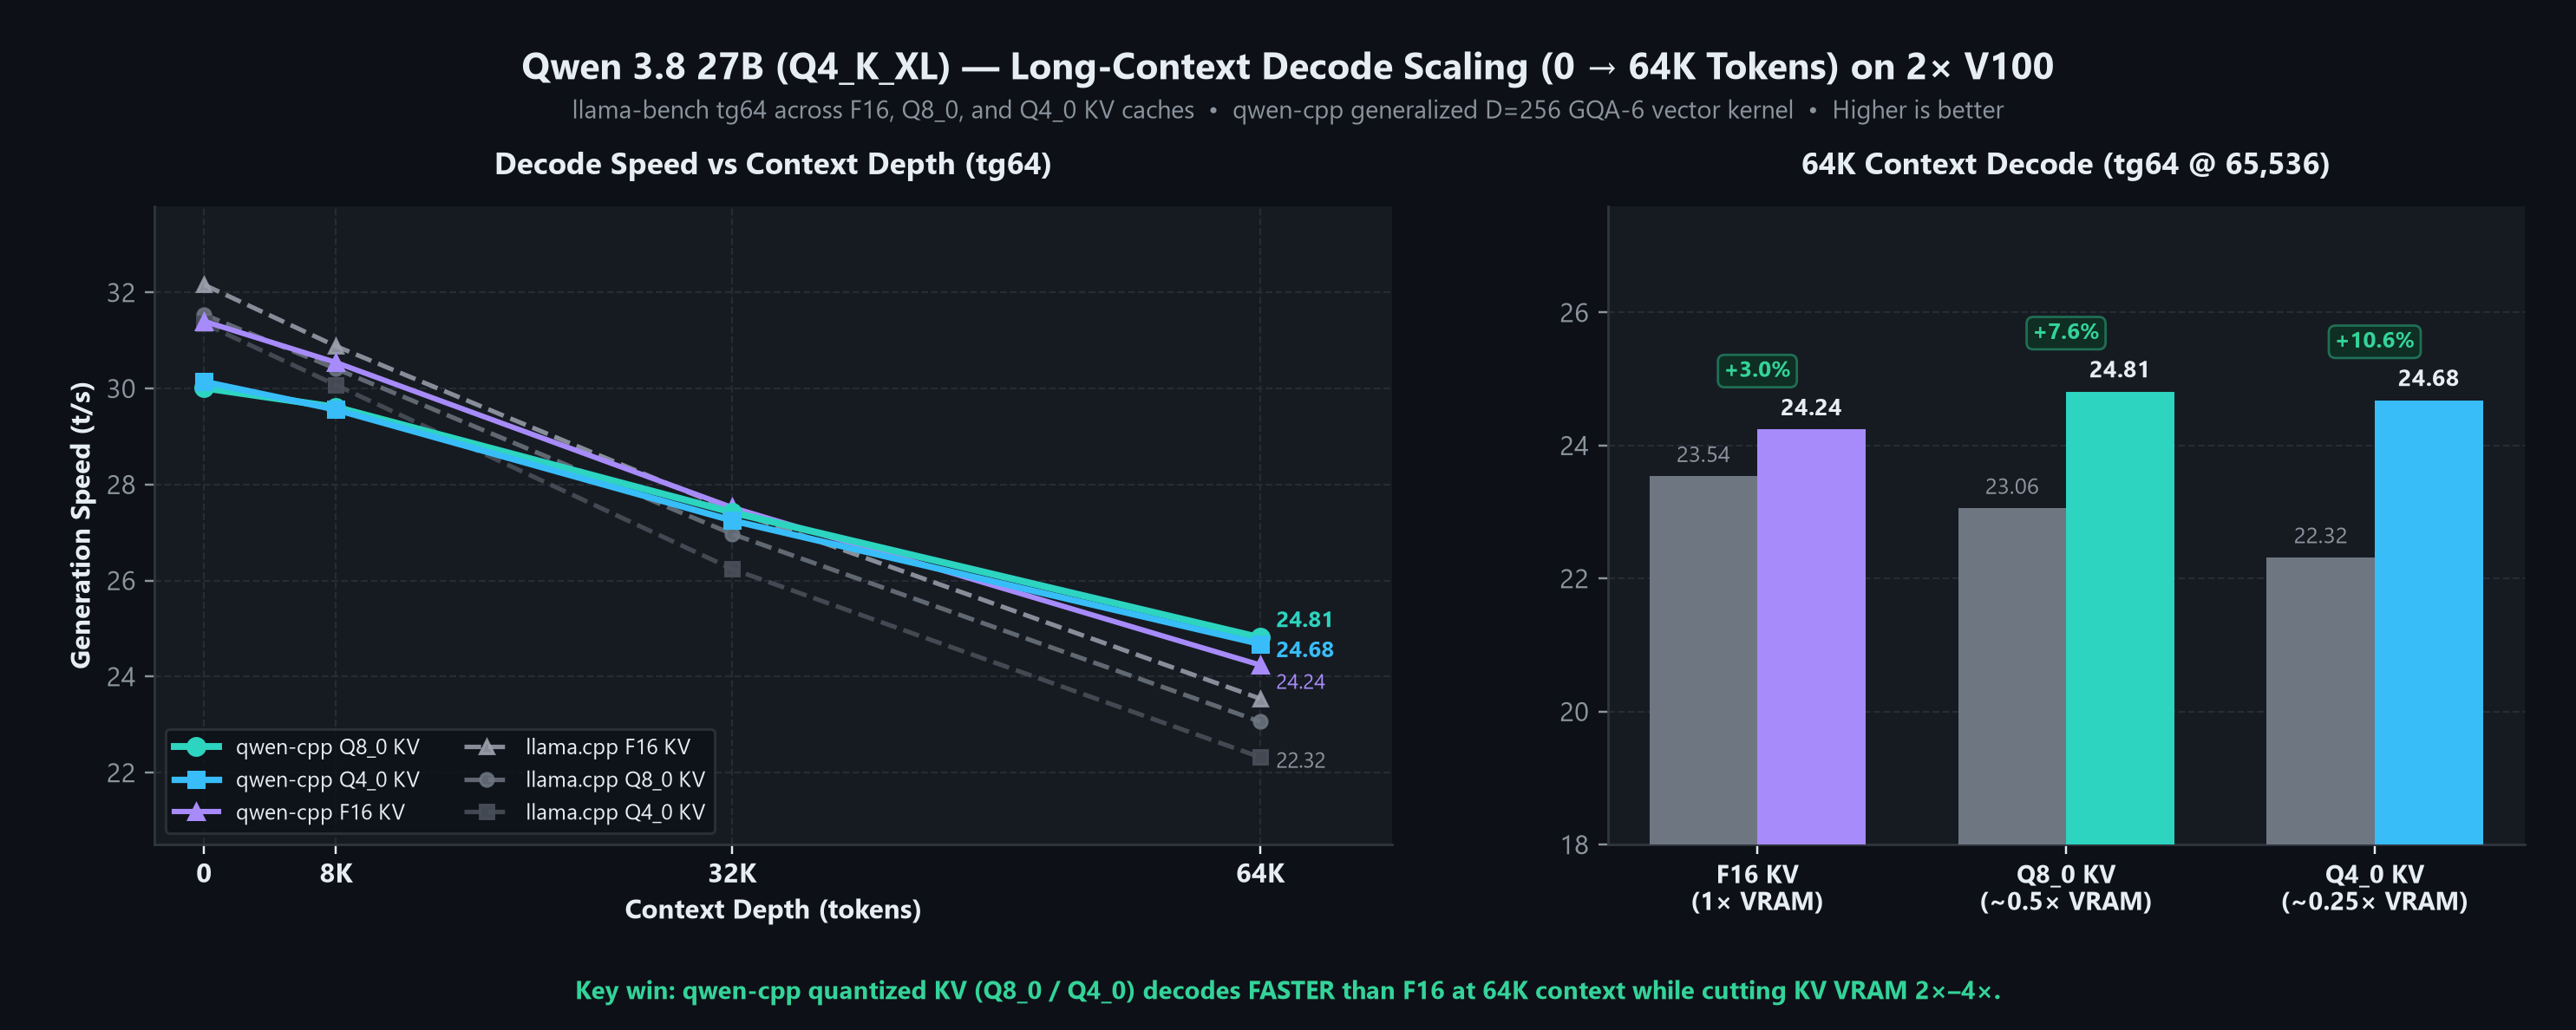 Qwen 3.8 27B (Q4_K_XL) — Long-Context Decode Scaling (0 → 64K Tokens) on 2× V100
llama-bench tg64 across F16, Q8_0, and Q4_0 KV caches • qwen-cpp generalized D=256 GQA-6 vector kernel • Higher is better
Decode Speed vs Context Depth (tg64)
Generation Speed (t/s)
32
30
28
26
24
22
24.81
24.68
24.24
22.32
qwen-cpp Q8_0 KV
qwen-cpp Q4_0 KV
qwen-cpp F16 KV
llama.cpp F16 KV
llama.cpp Q8_0 KV
llama.cpp Q4_0 KV
0
8K
32K
64K
Context Depth (tokens)
64K Context Decode (tg64 @ 65,536)
26
24
22
20
18
+3.0%
24.24
23.54
+7.6%
24.81
23.06
+10.6%
24.68
22.32
F16 KV
(1× VRAM)
Q8_0 KV
(~0.5× VRAM)
Q4_0 KV
(~0.25× VRAM)
Key win: qwen-cpp quantized KV (Q8_0 / Q4_0) decodes FASTER than F16 at 64K context while cutting KV VRAM 2×–4×.